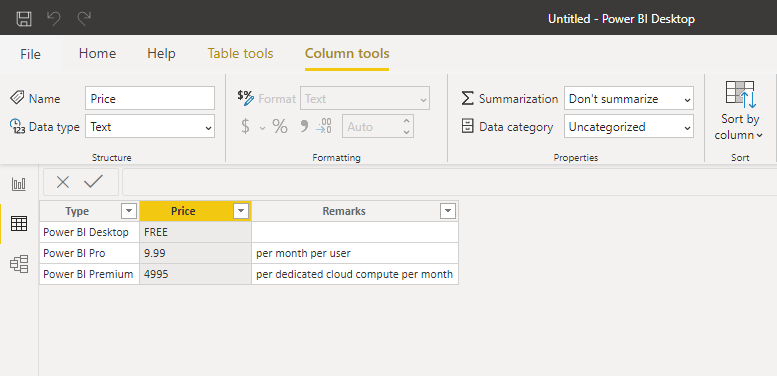 Untitled - Power BI Desktop
File Home Help Table tools Column tools
Name Price $% Format Text Σ Summarization Don't summarize
Data type Text $ % 9 .00 Auto Data category Uncategorized Sort by column
Structure Formatting Properties Sort
Type Price Remarks
Power BI Desktop FREE
Power BI Pro 9.99 per month per user
Power BI Premium 4995 per dedicated cloud compute per month